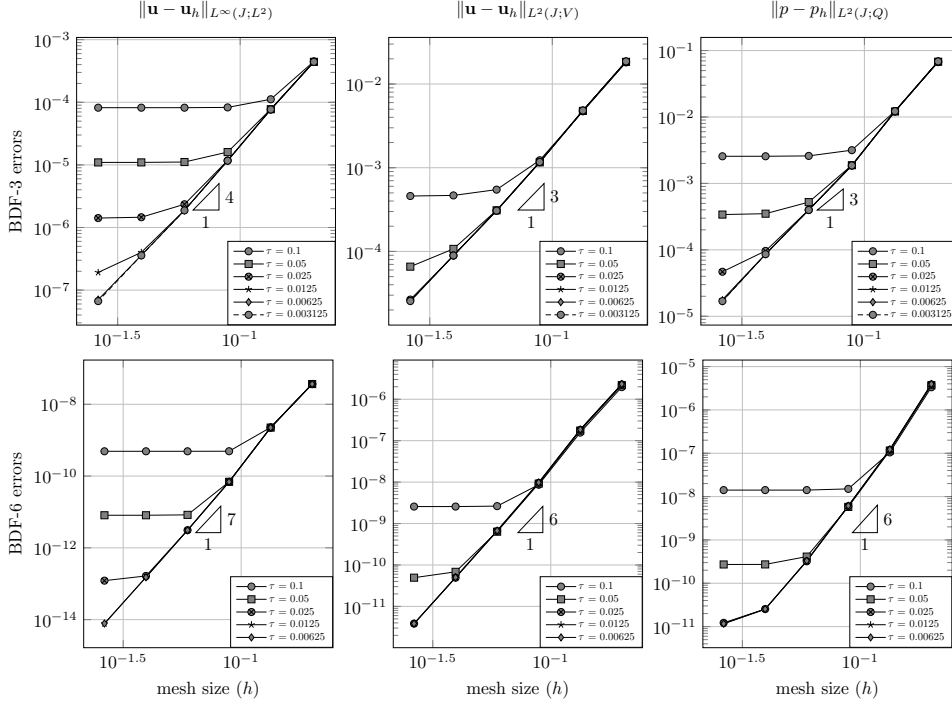 ‖u − u_h‖_{L^∞(J;L²)}
‖u − u_h‖_{L²(J;V)}
‖p − p_h‖_{L²(J;Q)}
BDF-3 errors
10^{−3}
10^{−4}
10^{−5}
10^{−6}
10^{−7}
4
1
τ = 0.1
τ = 0.05
τ = 0.025
τ = 0.0125
τ = 0.00625
τ = 0.003125
10^{−1.5}
10^{−1}
10^{−2}
10^{−3}
10^{−4}
3
1
τ = 0.1
τ = 0.05
τ = 0.025
τ = 0.0125
τ = 0.00625
τ = 0.003125
10^{−1.5}
10^{−1}
10^{−1}
10^{−2}
10^{−3}
10^{−4}
10^{−5}
3
1
τ = 0.1
τ = 0.05
τ = 0.025
τ = 0.0125
τ = 0.00625
τ = 0.003125
10^{−1.5}
10^{−1}
BDF-6 errors
10^{−8}
10^{−10}
10^{−12}
10^{−14}
7
1
τ = 0.1
τ = 0.05
τ = 0.025
τ = 0.0125
τ = 0.00625
10^{−1.5}
10^{−1}
mesh size (h)
10^{−6}
10^{−7}
10^{−8}
10^{−9}
10^{−10}
10^{−11}
6
1
τ = 0.1
τ = 0.05
τ = 0.025
τ = 0.0125
τ = 0.00625
10^{−1.5}
10^{−1}
mesh size (h)
10^{−5}
10^{−6}
10^{−7}
10^{−8}
10^{−9}
10^{−10}
10^{−11}
6
1
τ = 0.1
τ = 0.05
τ = 0.025
τ = 0.0125
τ = 0.00625
10^{−1.5}
10^{−1}
mesh size (h)